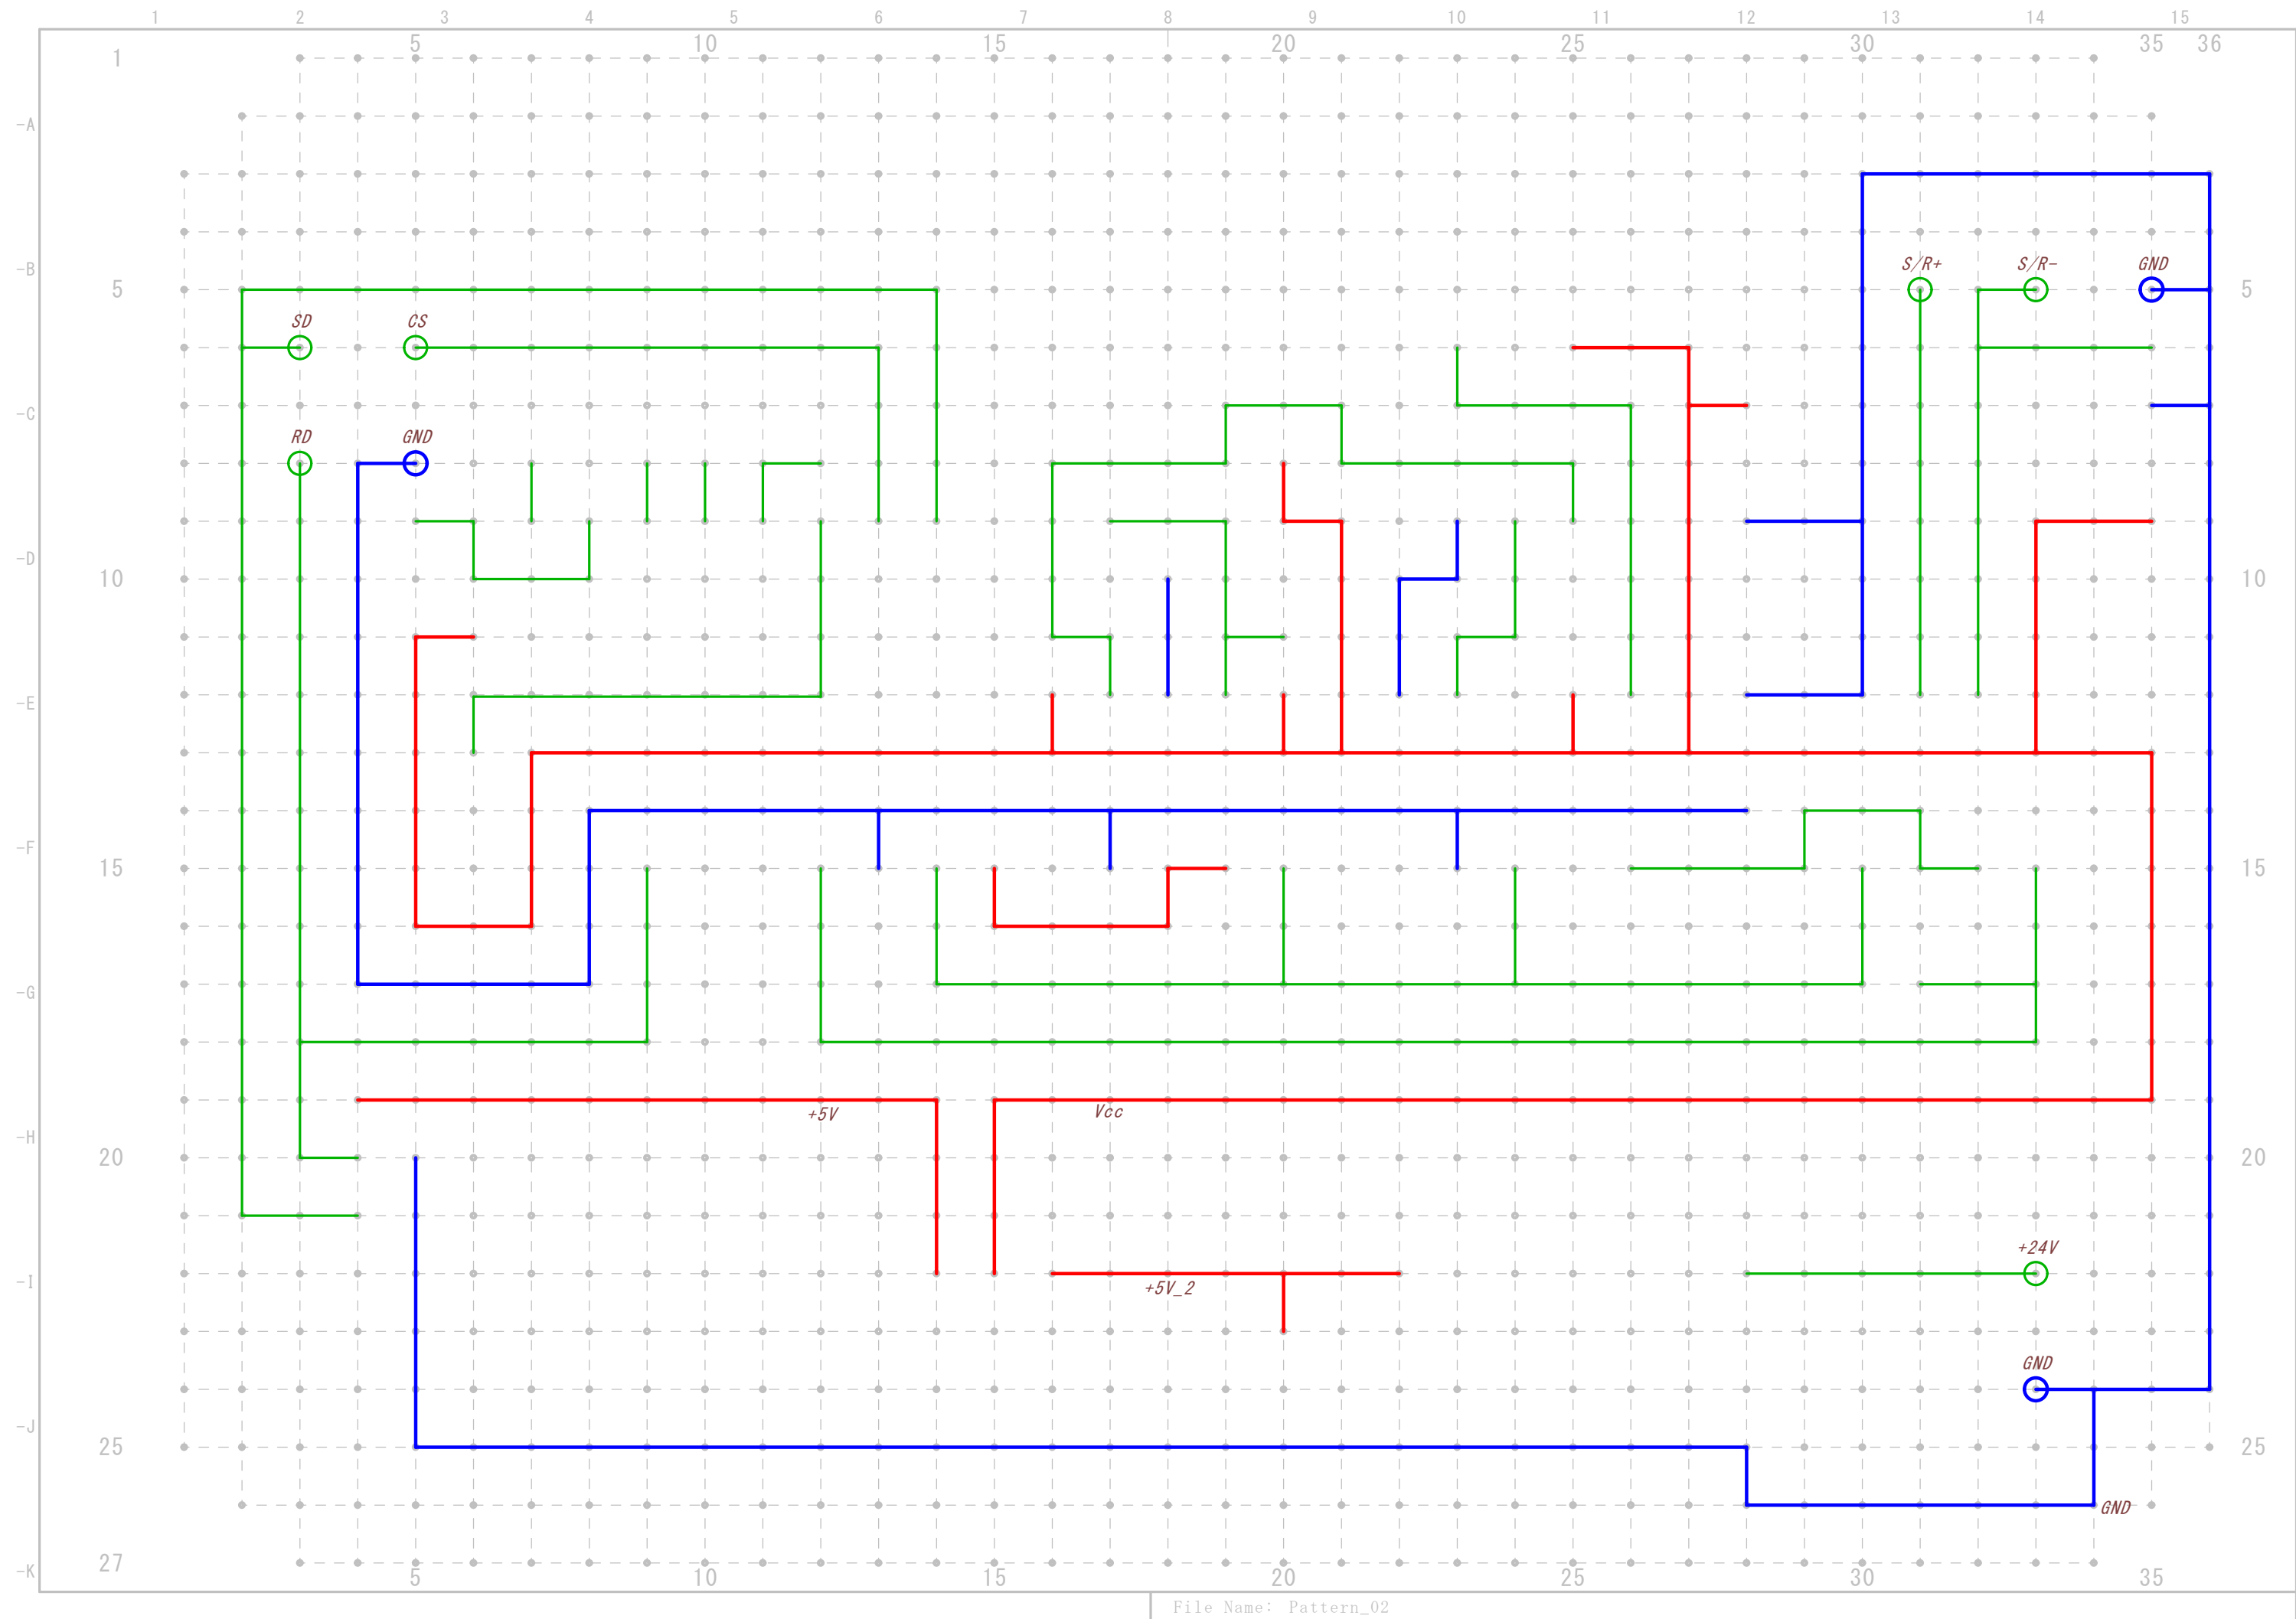 1 2 3 4 5 6 7 8 9 10 11 12 13 14 15
5 10 15 20 25 30 35 36
1
-A
-B
S/R+ S/R- GND
5 5
SD CS
-C
RD GND
-D
10 10
-E
-F
15 15
-G
+5V Vcc
-H
20 20
+24V
-I
+5V_2
GND
-J
25 25
GND
27
-K
5 10 15 20 25 30 35
File Name: Pattern_02